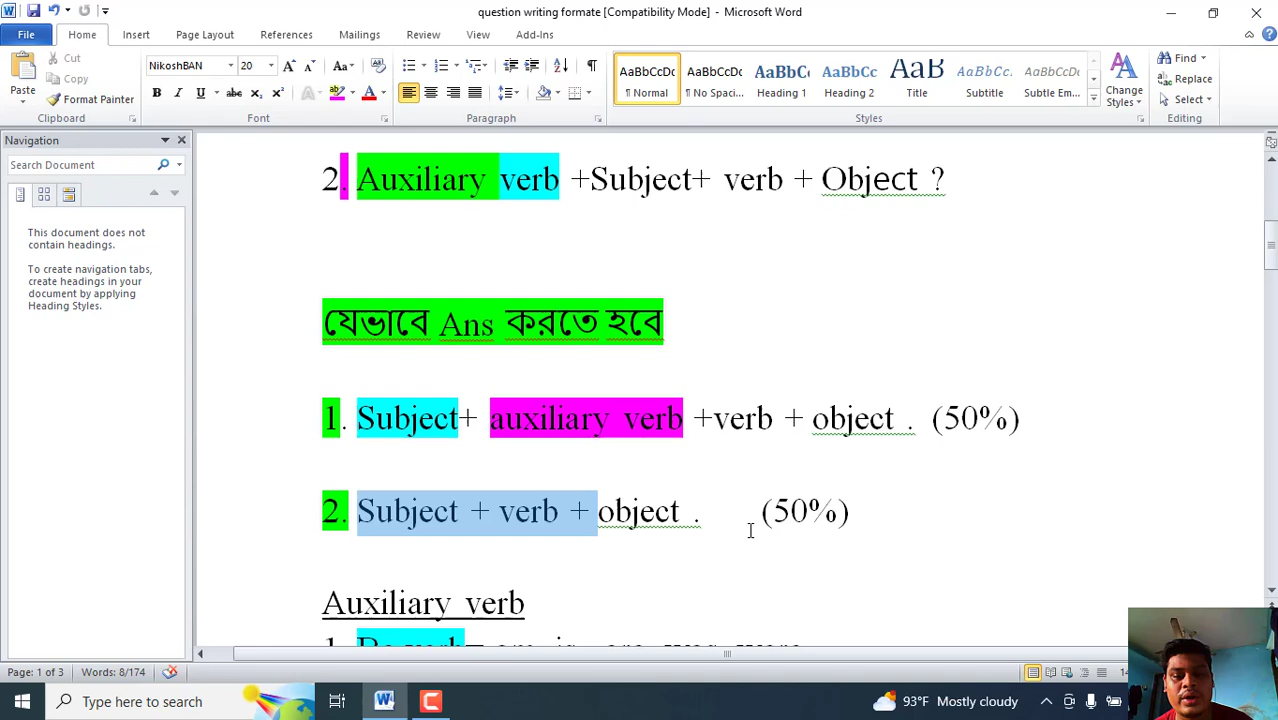 question writing formate [Compatibility Mode] - Microsoft Word
File Home Insert Page Layout References Mailings Review View Add-Ins
Paste
Cut
Copy
Format Painter
Clipboard
NikoshBAN 20
Font
Paragraph
AaBbCcDc AaBbCcDc AaBbCc AaBbCc AaB AaBbCcL AaBbCcDc
¶ Normal ¶ No Spaci... Heading 1 Heading 2 Title Subtitle Subtle Em...
Styles
Change Styles
Find
Replace
Select
Editing
Navigation
Search Document
This document does not
contain headings.
To create navigation tabs,
create headings in your
document by applying
Heading Styles.
2. Auxiliary verb +Subject+ verb + Object ?
যেভাবে Ans করতে হবে
1. Subject+ auxiliary verb +verb + object . (50%)
2. Subject + verb + object . (50%)
Auxiliary verb
Page: 1 of 3 Words: 8/174
Type here to search
93°F Mostly cloudy